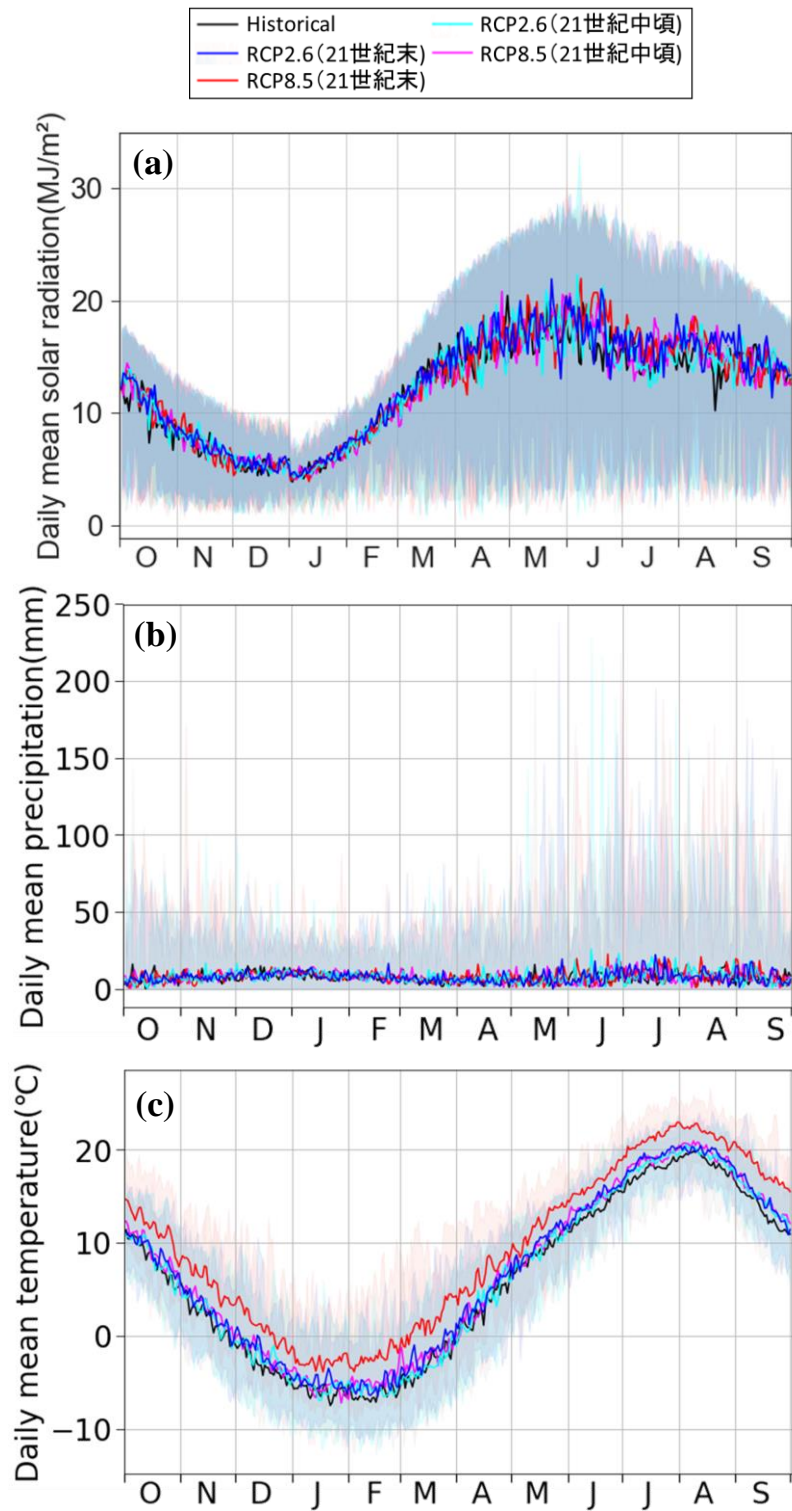 Historical
RCP2.6(21世紀中頃)
RCP2.6(21世紀末)
RCP8.5(21世紀中頃)
RCP8.5(21世紀末)
(a)
Daily mean solar radiation(MJ/m²)
30
20
10
0
O N D J F M A M J J A S
(b)
Daily mean precipitation(mm)
250
200
150
100
50
0
O N D J F M A M J J A S
(c)
Daily mean temperature(°C)
20
10
0
−10
O N D J F M A M J J A S